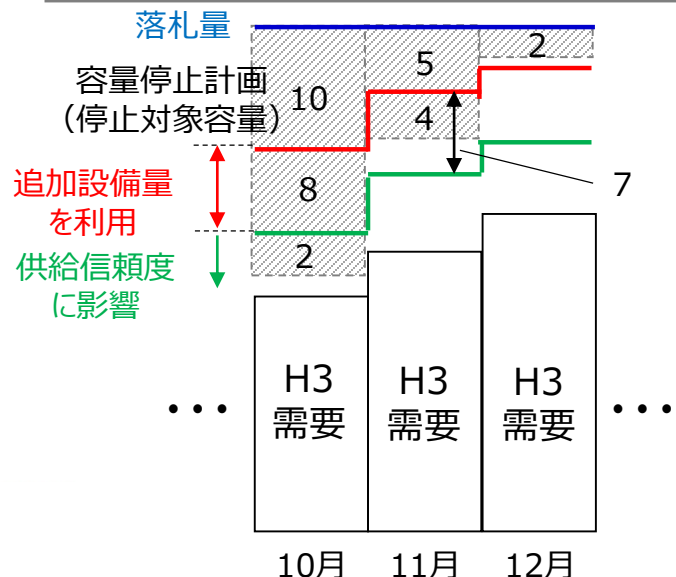 落札量
容量停止計画
（停止対象容量）
10
5
2
4
追加設備量
を利用
8
7
供給信頼度
に影響
2
H3
需要
H3
需要
H3
需要
・・・
・・・
10月
11月
12月